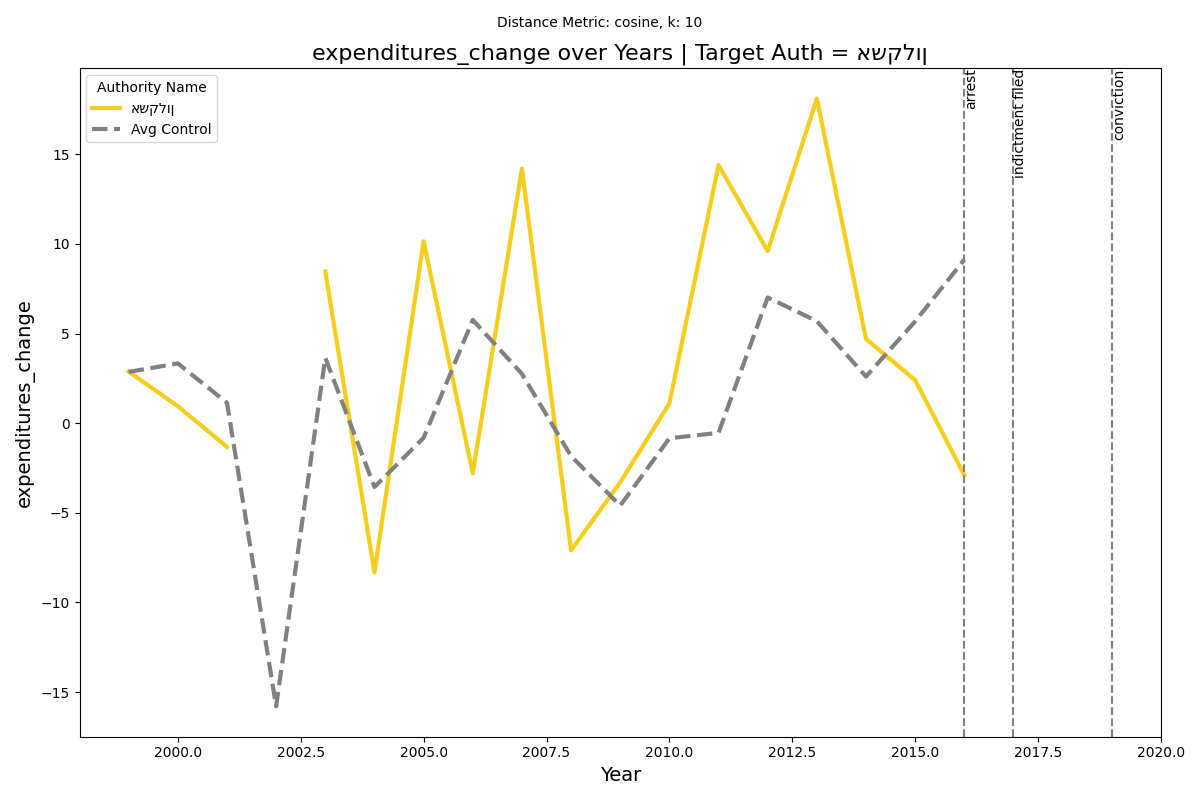 Distance Metric: cosine, k: 10
expenditures_change over Years | Target Auth = אשקלון
Authority Name
אשקלון
Avg Control
arrest
indictment filed
conviction
expenditures_change
15
10
5
0
−5
−10
−15
2000.0 2002.5 2005.0 2007.5 2010.0 2012.5 2015.0 2017.5 2020.0
Year